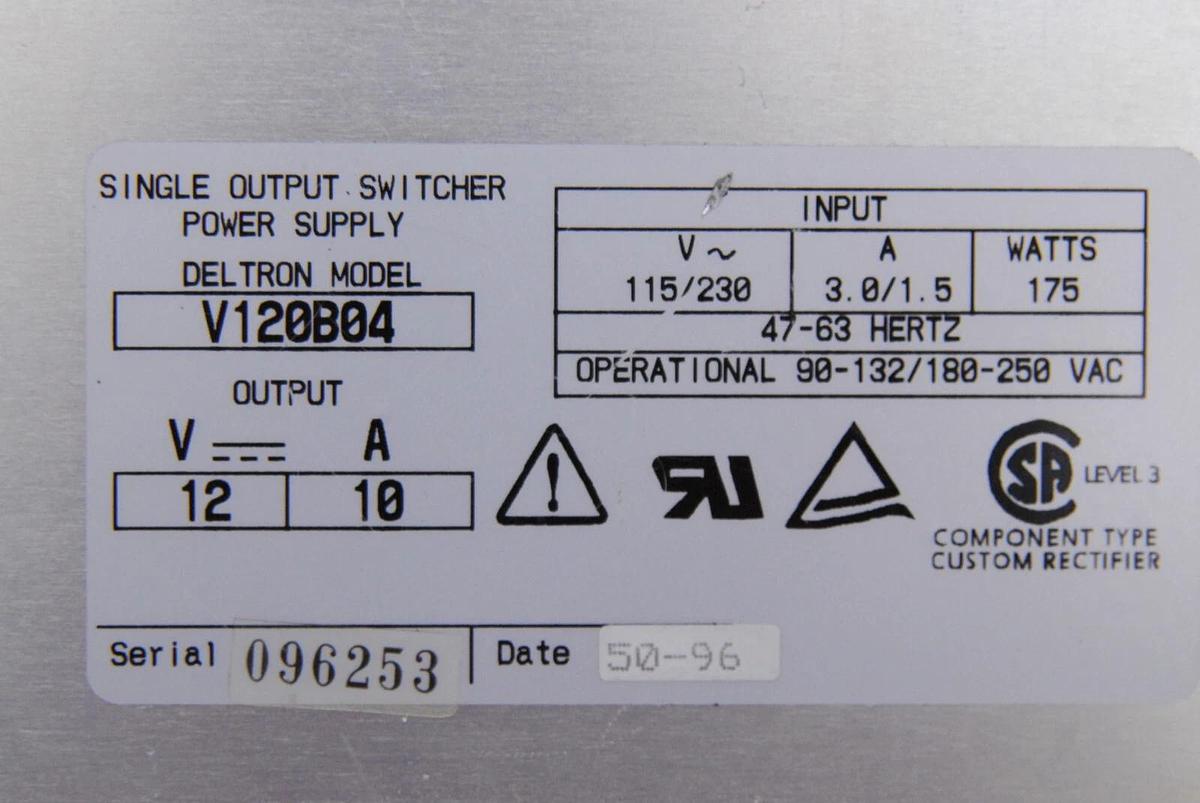 SINGLE OUTPUT SWITCHER
POWER SUPPLY
DELTRON MODEL
V120B04
OUTPUT
V A
12 10
INPUT
V~ A WATTS
115/230 3.0/1.5 175
47-63 HERTZ
OPERATIONAL 90-132/180-250 VAC
SA LEVEL 3
COMPONENT TYPE
CUSTOM RECTIFIER
Serial 096253 Date 50-96